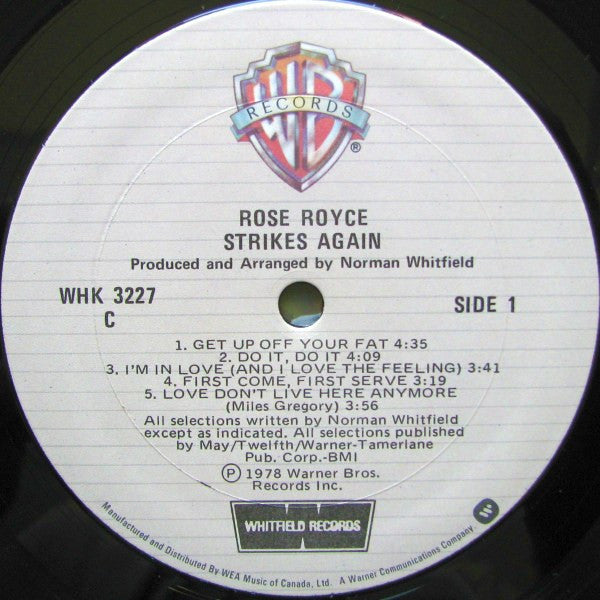 WB
RECORDS
®
ROSE ROYCE
STRIKES AGAIN
Produced and Arranged by Norman Whitfield
WHK 3227
C
SIDE 1
1. GET UP OFF YOUR FAT 4:35
2. DO IT, DO IT 4:09
3. I'M IN LOVE (AND I LOVE THE FEELING) 3:41
4. FIRST COME, FIRST SERVE 3:19
5. LOVE DON'T LIVE HERE ANYMORE
(Miles Gregory) 3:56
All selections written by Norman Whitfield
except as indicated. All selections published
by May/Twelfth/Warner-Tamerlane
Pub. Corp.-BMI
Ⓟ 1978 Warner Bros.
Records Inc.
WHITFIELD RECORDS
Manufactured and Distributed By WEA Music of Canada, Ltd. A Warner Communications Company